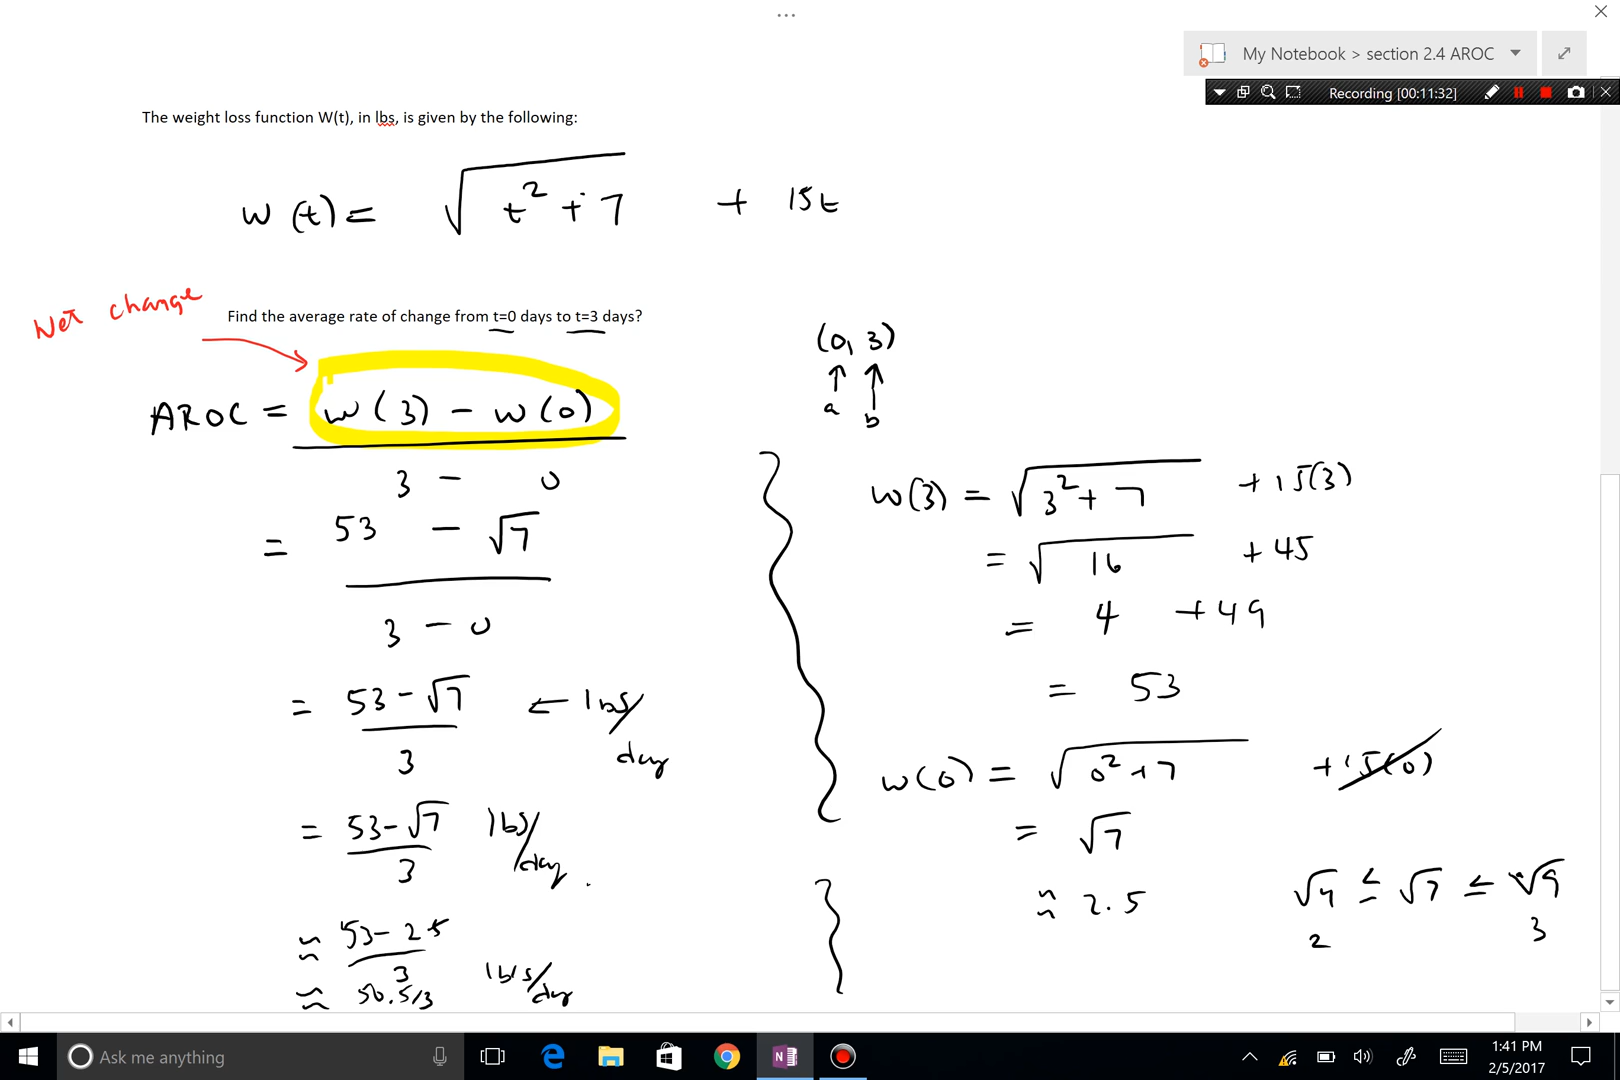 ...
My Notebook > section 2.4 AROC
Recording [00:11:32]
The weight loss function W(t), in lbs, is given by the following:
w (t) = √(t² + 7) + 15t
Net change
Find the average rate of change from t=0 days to t=3 days?
(0, 3)
a b
AROC = w(3) - w(0)
3 - 0
= 53 - √7
3 - 0
= 53 - √7 ← lbs/day
3
= 53 - √7 lbs/day.
3
≈ 53 - 2.5
3
≈ 50.5/3 lbs/day
w(3) = √(3² + 7) + 15(3)
= √16 + 45
= 4 + 49
= 53
w(0) = √(0² + 7) + 15(0)
= √7
≈ 2.5
√4 ≤ √7 ≤ √9
2 3
Ask me anything
1:41 PM
2/5/2017